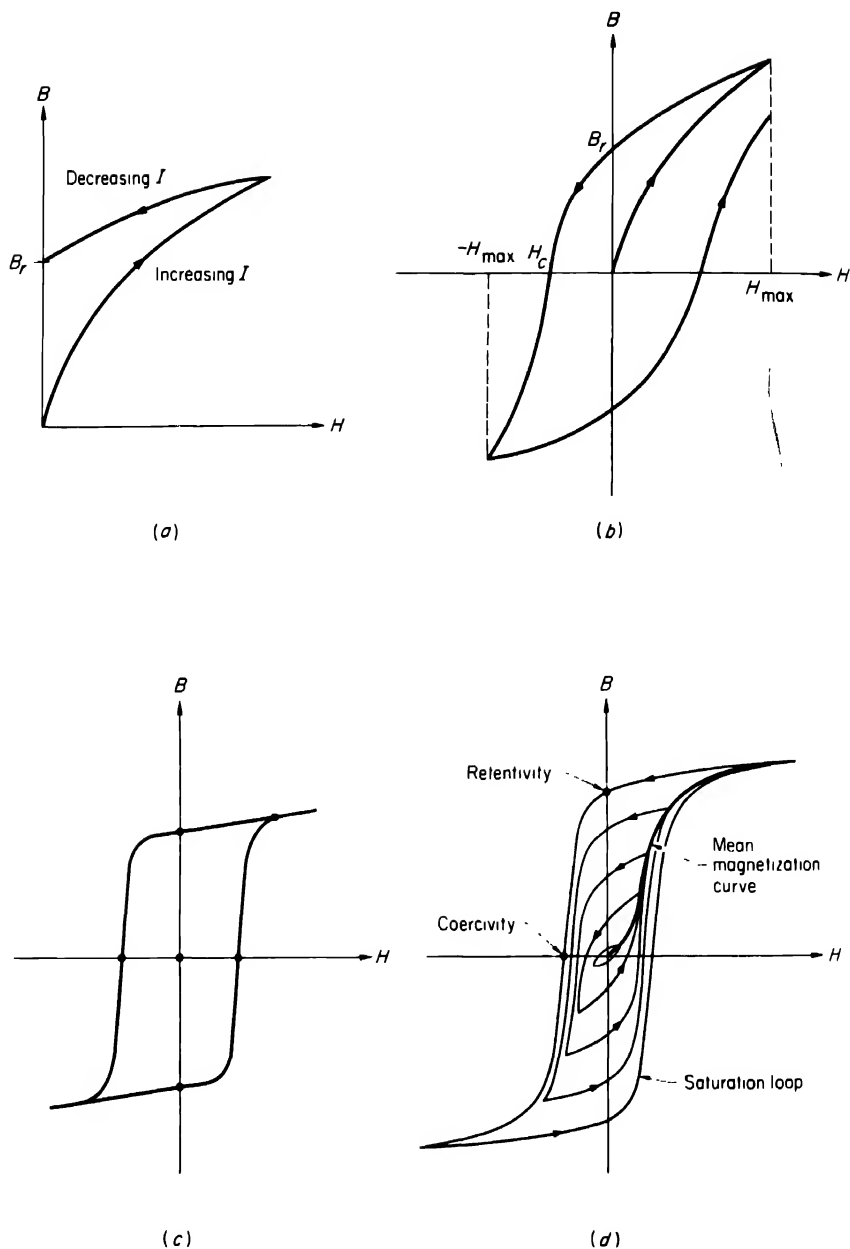 B
Decreasing I
B_r
Increasing I
H
(a)
B
B_r
-H_max
H_c
H
H_max
(b)
B
H
(c)
B
Retentivity
Mean
magnetization
curve
Coercivity
H
Saturation loop
(d)